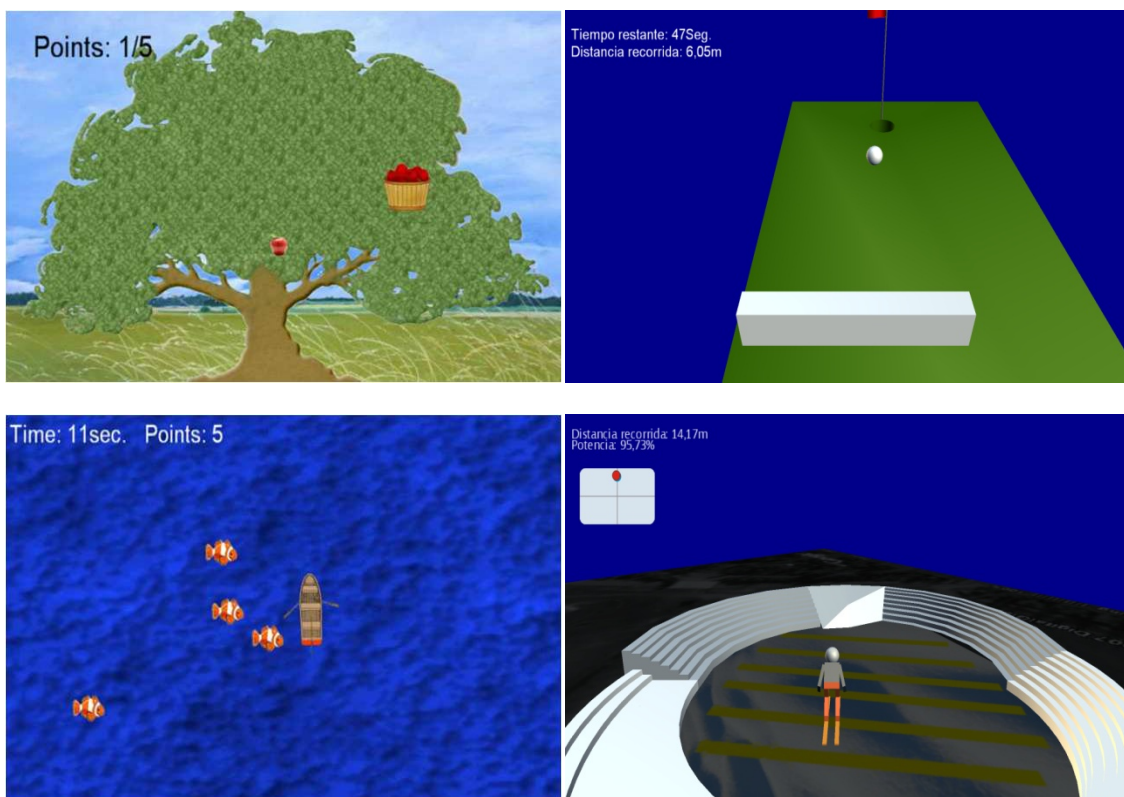 Points: 1/5
Tiempo restante: 47Seg.
Distancia recorrida: 6,05m
Time: 11sec. Points: 5
Distancia recorrida: 14,17m
Potencia: 95,73%